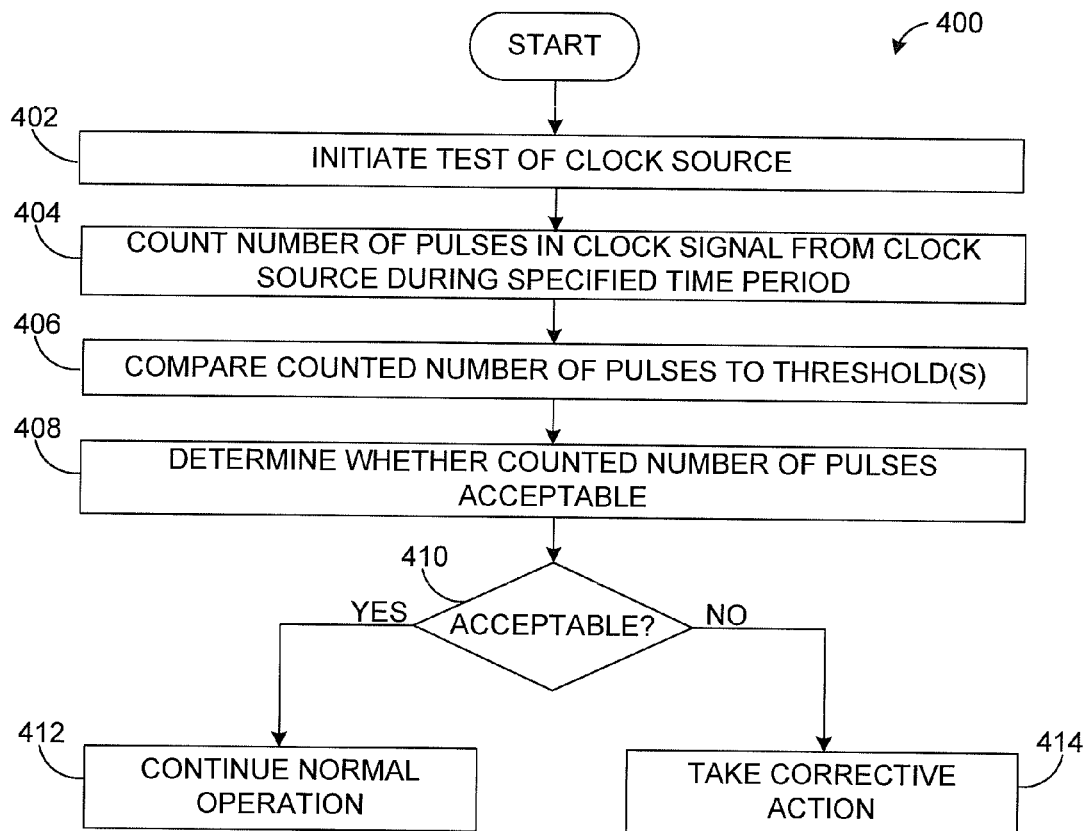 START
400
402
INITIATE TEST OF CLOCK SOURCE
404
COUNT NUMBER OF PULSES IN CLOCK SIGNAL FROM CLOCK
SOURCE DURING SPECIFIED TIME PERIOD
406
COMPARE COUNTED NUMBER OF PULSES TO THRESHOLD(S)
408
DETERMINE WHETHER COUNTED NUMBER OF PULSES
ACCEPTABLE
410
YES
ACCEPTABLE?
NO
412
CONTINUE NORMAL
OPERATION
414
TAKE CORRECTIVE
ACTION